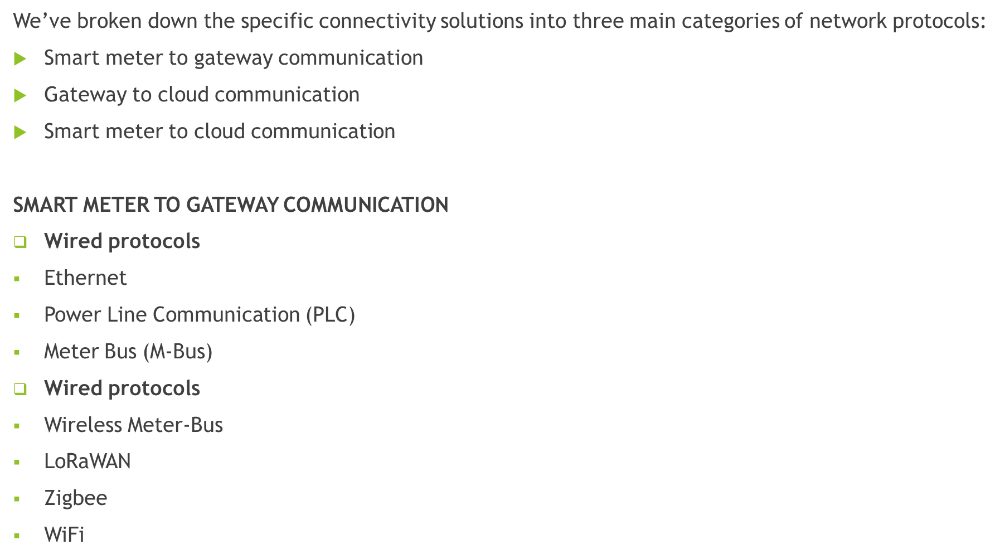 We’ve broken down the specific connectivity solutions into three main categories of network protocols:
Smart meter to gateway communication
Gateway to cloud communication
Smart meter to cloud communication
SMART METER TO GATEWAY COMMUNICATION
Wired protocols
Ethernet
Power Line Communication (PLC)
Meter Bus (M-Bus)
Wired protocols
Wireless Meter-Bus
LoRaWAN
Zigbee
WiFi